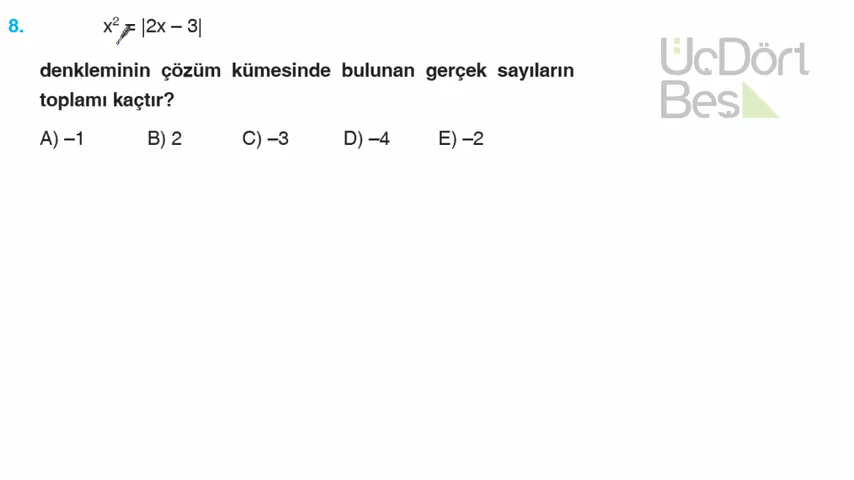 8. x² = |2x – 3|
denkleminin çözüm kümesinde bulunan gerçek sayıların
toplamı kaçtır?
A) –1 B) 2 C) –3 D) –4 E) –2
ÜçDört
Beş